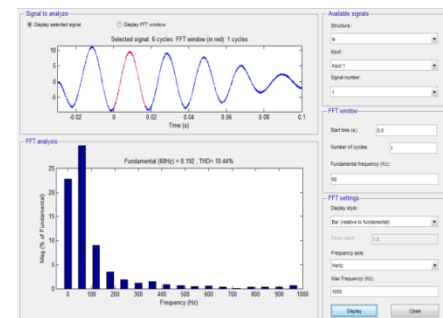 Signal to analyze
Display selected signal
Display FFT window
Selected signal: 6 cycles. FFT window (in red): 1 cycles
10
5
0
-5
-0.02
0
0.02
0.04
0.06
0.08
0.1
Time (s)
FFT analysis
Fundamental (60Hz) = 8.192 , THD= 10.44%
25
20
15
10
5
0
Mag (% of Fundamental)
0
100
200
300
400
500
600
700
800
900
1000
Frequency (Hz)
Available signals
Structure :
Input :
input 1
Signal number:
1
FFT window
Start time (s):
0.0
Number of cycles:
1
Fundamental frequency (Hz):
60
FFT settings
Display style :
Bar (relative to fundamental)
Base value
1.0
Frequency axis:
Hertz
Max Frequency (Hz)
1000
Display
Close